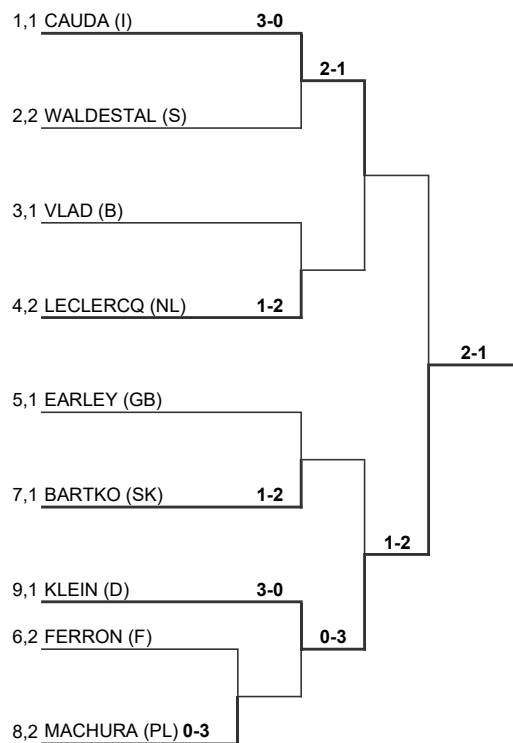 1,1 CAUDA (I) 3-0
2-1
2,2 WALDESTAL (S)
3,1 VLAD (B)
4,2 LECLERCQ (NL) 1-2
2-1
5,1 EARLEY (GB)
7,1 BARTKO (SK) 1-2
1-2
9,1 KLEIN (D) 3-0
6,2 FERRON (F) 0-3
8,2 MACHURA (PL) 0-3